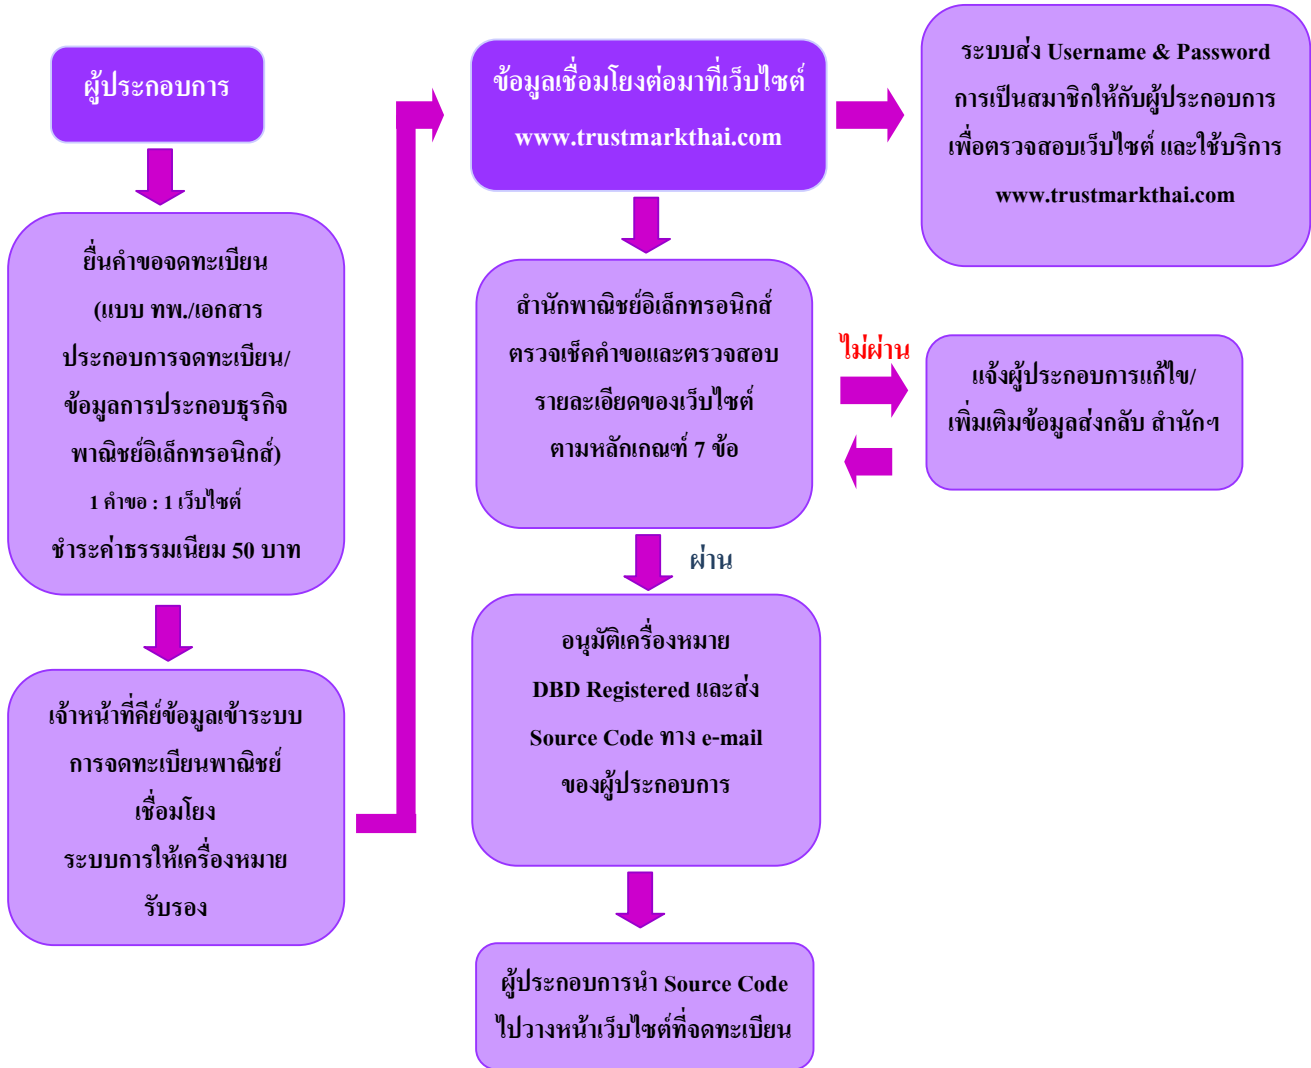 ผู้ประกอบการ
ยื่นคำขอจดทะเบียน
(แบบ ทพ./เอกสาร
ประกอบการจดทะเบียน/
ข้อมูลการประกอบธุรกิจ
พาณิชย์อิเล็กทรอนิกส์)
1 คำขอ : 1 เว็บไซต์
ชำระค่าธรรมเนียม 50 บาท
เจ้าหน้าที่คีย์ข้อมูลเข้าระบบ
การจดทะเบียนพาณิชย์
เชื่อมโยง
ระบบการให้เครื่องหมาย
รับรอง
ข้อมูลเชื่อมโยงต่อมาที่เว็บไซต์
www.trustmarkthai.com
ระบบส่ง Username & Password
การเป็นสมาชิกให้กับผู้ประกอบการ
เพื่อตรวจสอบเว็บไซต์ และใช้บริการ
www.trustmarkthai.com
สำนักพาณิชย์อิเล็กทรอนิกส์
ตรวจเช็คคำขอและตรวจสอบ
รายละเอียดของเว็บไซต์
ตามหลักเกณฑ์ 7 ข้อ
ไม่ผ่าน
แจ้งผู้ประกอบการแก้ไข/
เพิ่มเติมข้อมูลส่งกลับ สำนักฯ
ผ่าน
อนุมัติเครื่องหมาย
DBD Registered และส่ง
Source Code ทาง e-mail
ของผู้ประกอบการ
ผู้ประกอบการนำ Source Code
ไปวางหน้าเว็บไซต์ที่จดทะเบียน